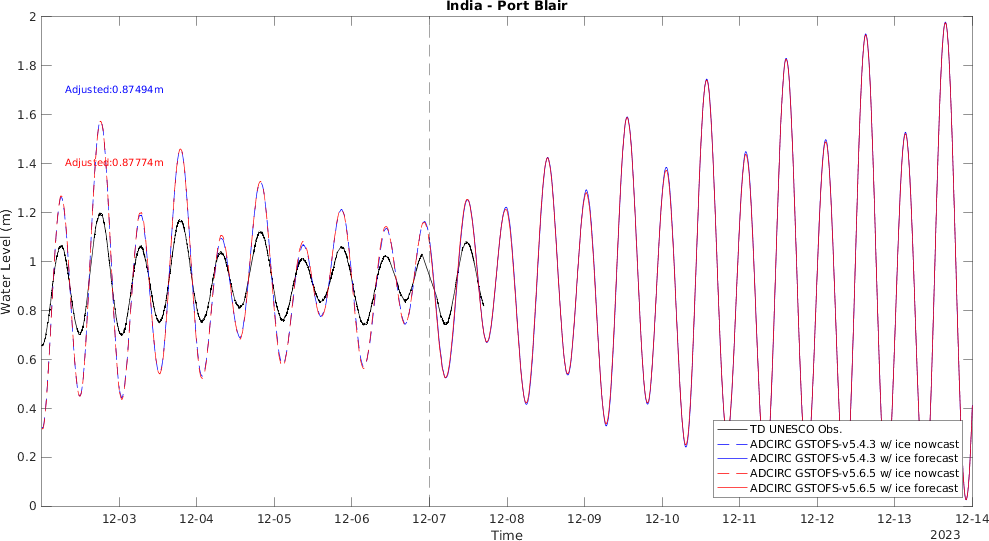 India - Port Blair
Water Level (m)
2
1.8
1.6
1.4
1.2
1
0.8
0.6
0.4
0.2
0
Adjusted:0.87494m
Adjusted:0.87774m
TD UNESCO Obs.
ADCIRC GSTOFS-v5.4.3 w/ ice nowcast
ADCIRC GSTOFS-v5.4.3 w/ ice forecast
ADCIRC GSTOFS-v5.6.5 w/ ice nowcast
ADCIRC GSTOFS-v5.6.5 w/ ice forecast
12-03 12-04 12-05 12-06 12-07 12-08 12-09 12-10 12-11 12-12 12-13 12-14
Time
2023